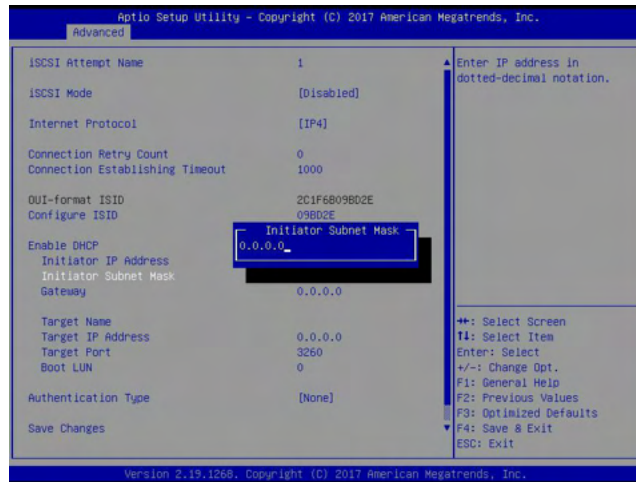 Aptio Setup Utility – Copyright (C) 2017 American Megatrends, Inc.
Advanced
iSCSI Attempt Name 1
iSCSI Mode [Disabled]
Internet Protocol [IP4]
Connection Retry Count 0
Connection Establishing Timeout 1000
OUI-format ISID 2C1F6B09BD2E
Configure ISID 09BD2E
Enable DHCP
Initiator IP Address
Initiator Subnet Mask
Gateway 0.0.0.0
Target Name
Target IP Address 0.0.0.0
Target Port 3260
Boot LUN 0
Authentication Type [None]
Save Changes
Initiator Subnet Mask
0.0.0.0_
Enter IP address in
dotted-decimal notation.
→←: Select Screen
↑↓: Select Item
Enter: Select
+/-: Change Opt.
F1: General Help
F2: Previous Values
F3: Optimized Defaults
F4: Save & Exit
ESC: Exit
Version 2.19.1268. Copyright (C) 2017 American Megatrends, Inc.